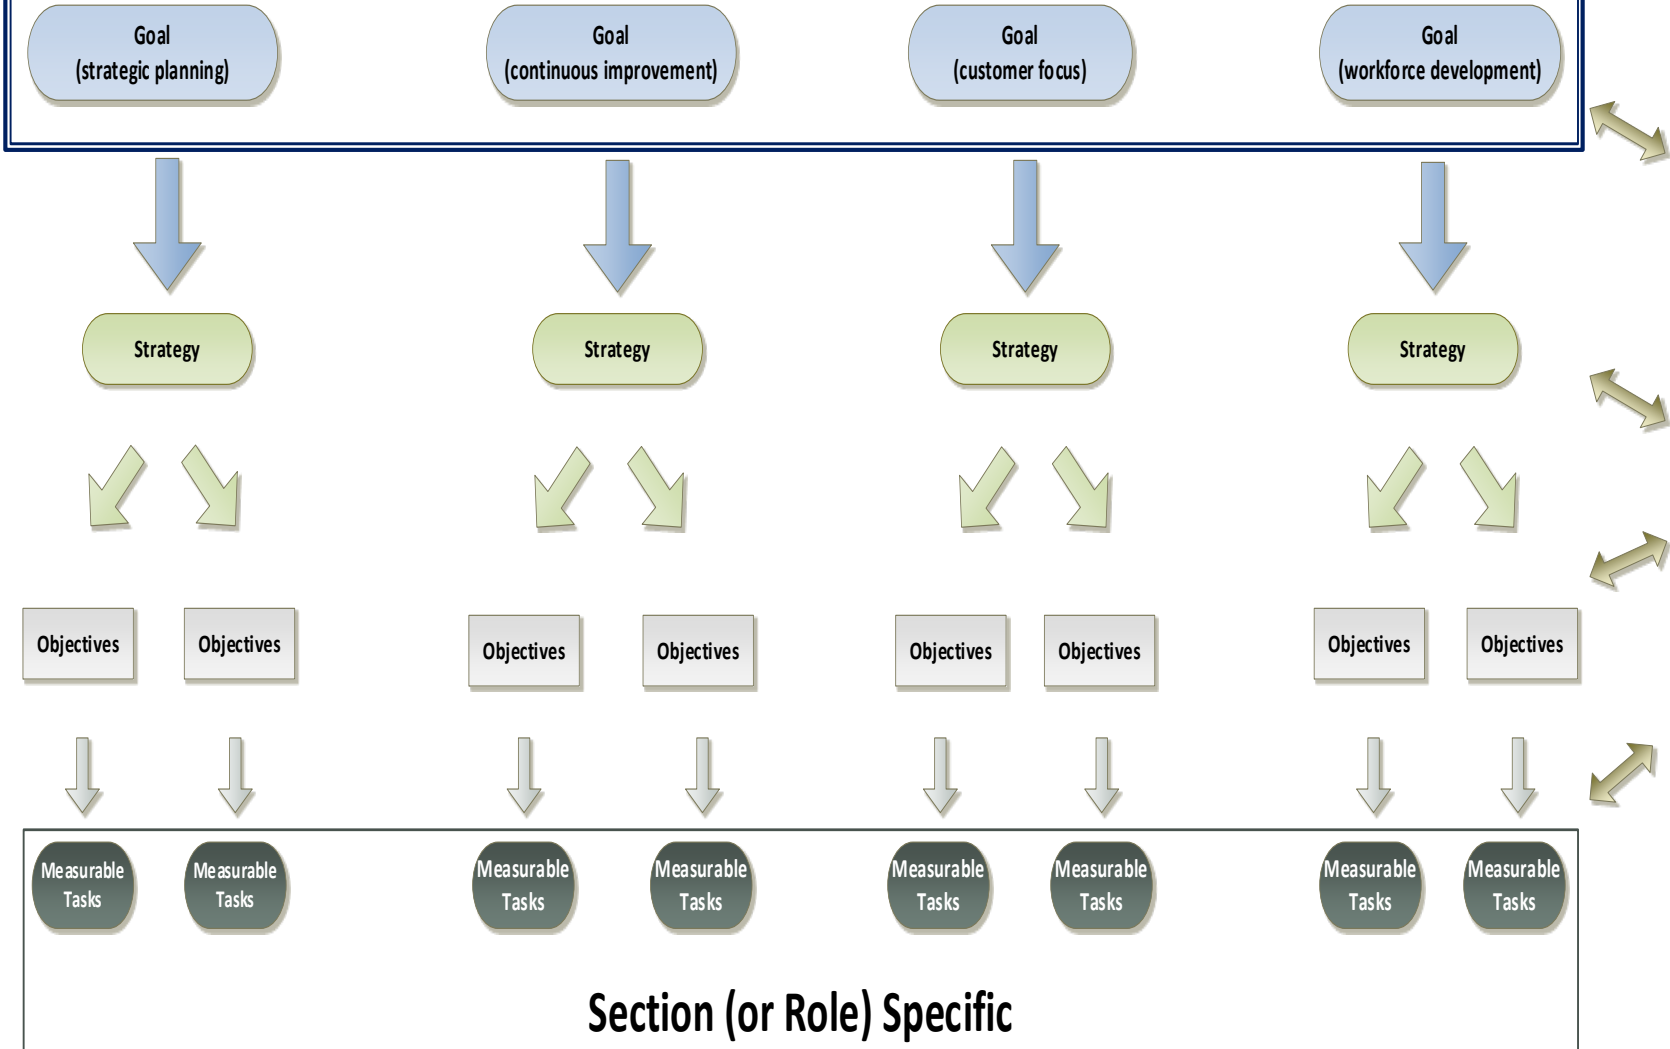 Goal
(strategic planning)
Goal
(continuous improvement)
Goal
(customer focus)
Goal
(workforce development)
Strategy
Strategy
Strategy
Strategy
Objectives
Objectives
Objectives
Objectives
Objectives
Objectives
Objectives
Objectives
Measurable
Tasks
Measurable
Tasks
Measurable
Tasks
Measurable
Tasks
Measurable
Tasks
Measurable
Tasks
Measurable
Tasks
Measurable
Tasks
Section (or Role) Specific